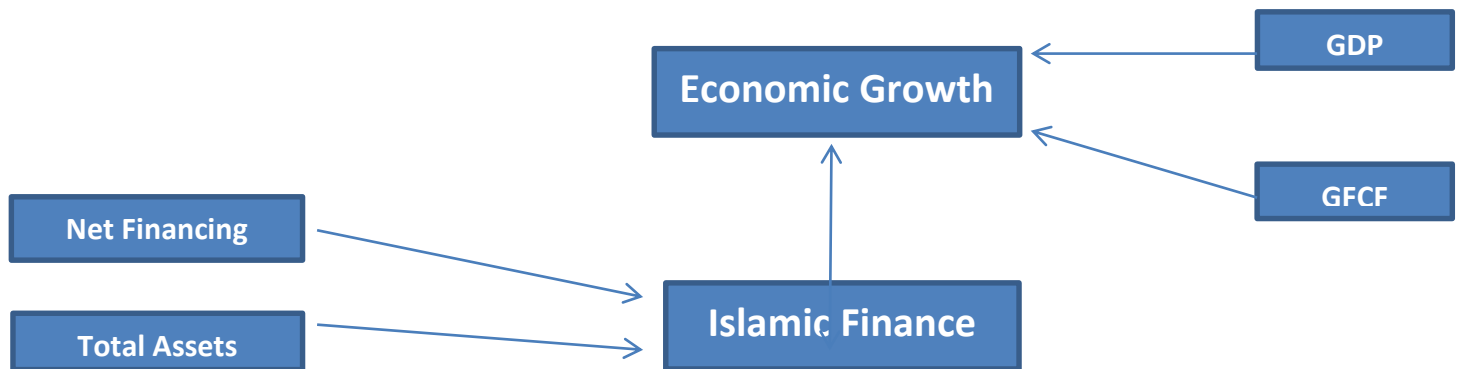 GDP
Economic Growth
GFCF
Net Financing
Islamic Finance
Total Assets